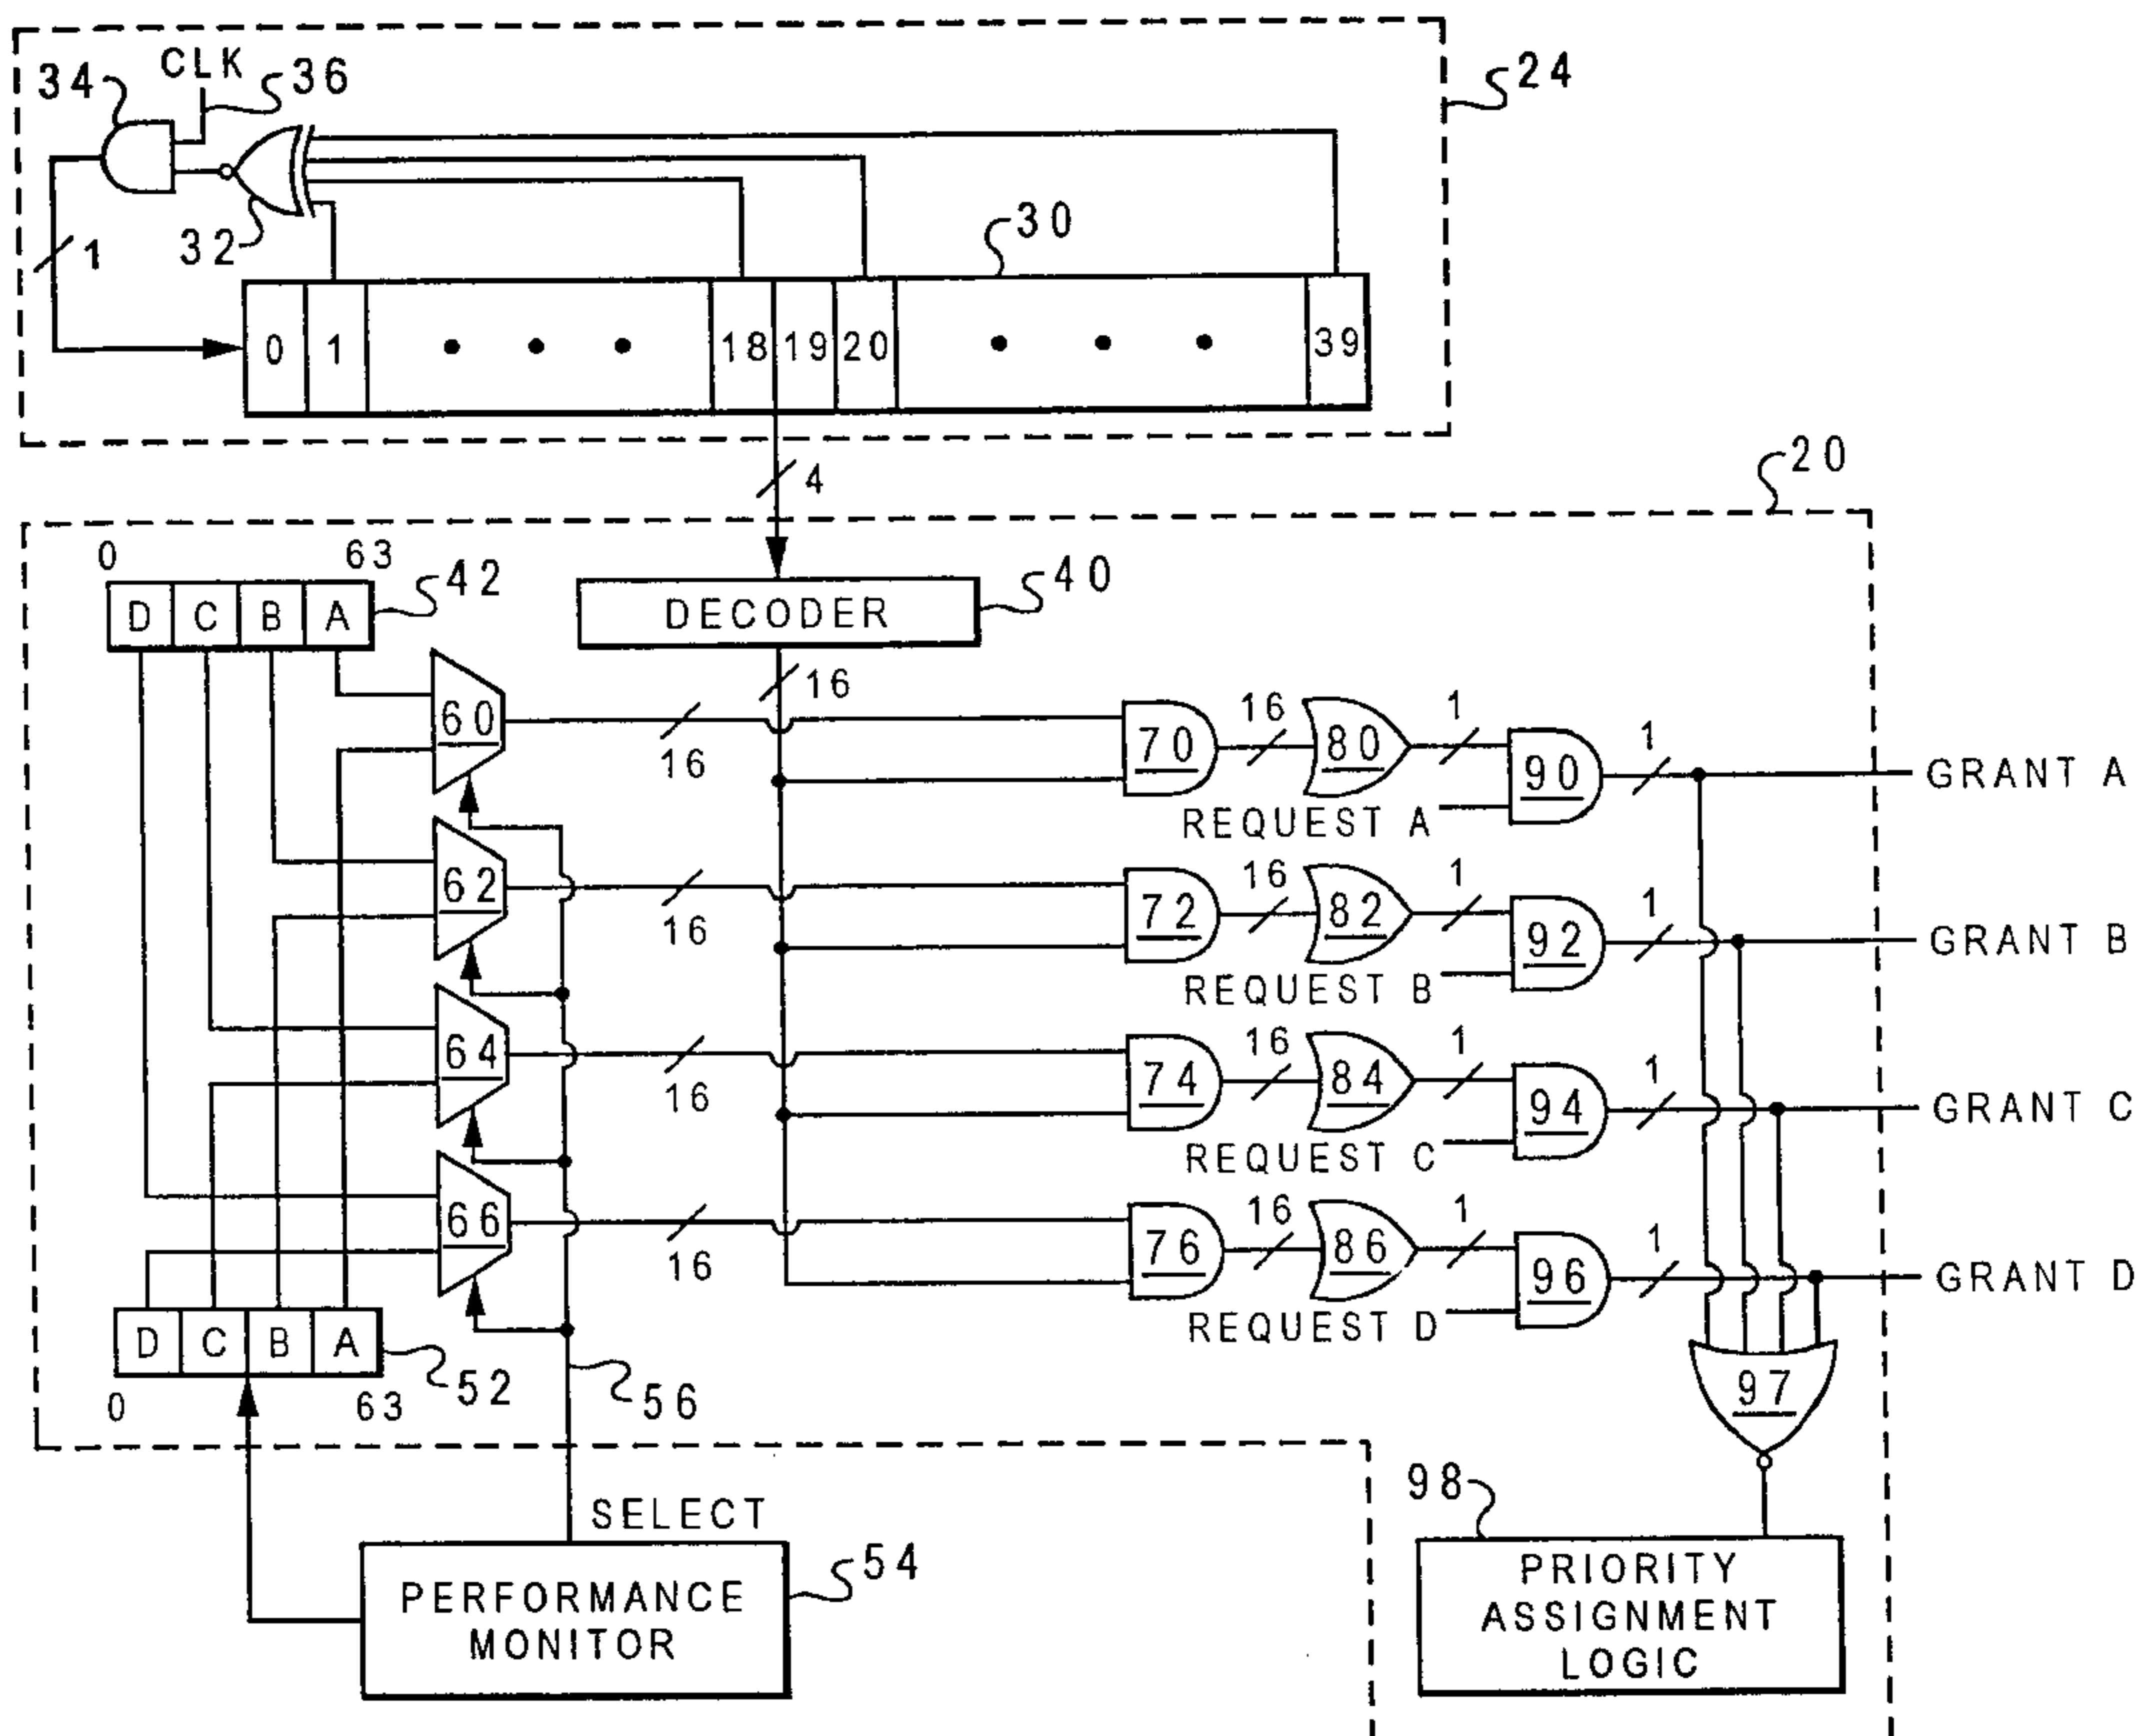 34 CLK 36
24
32 1
30
0 1 18 19 20 39
4
20
0 63
42
D C B A
DECODER 40
16
60 16 70 16 80 1 90 1 GRANT A
REQUEST A
62 16 72 16 82 1 92 1 GRANT B
REQUEST B
64 16 74 16 84 1 94 1 GRANT C
REQUEST C
66 16 76 16 86 1 96 1 GRANT D
REQUEST D
D C B A
52
0 63
56
97
SELECT
98
54
PERFORMANCE
MONITOR
PRIORITY
ASSIGNMENT
LOGIC